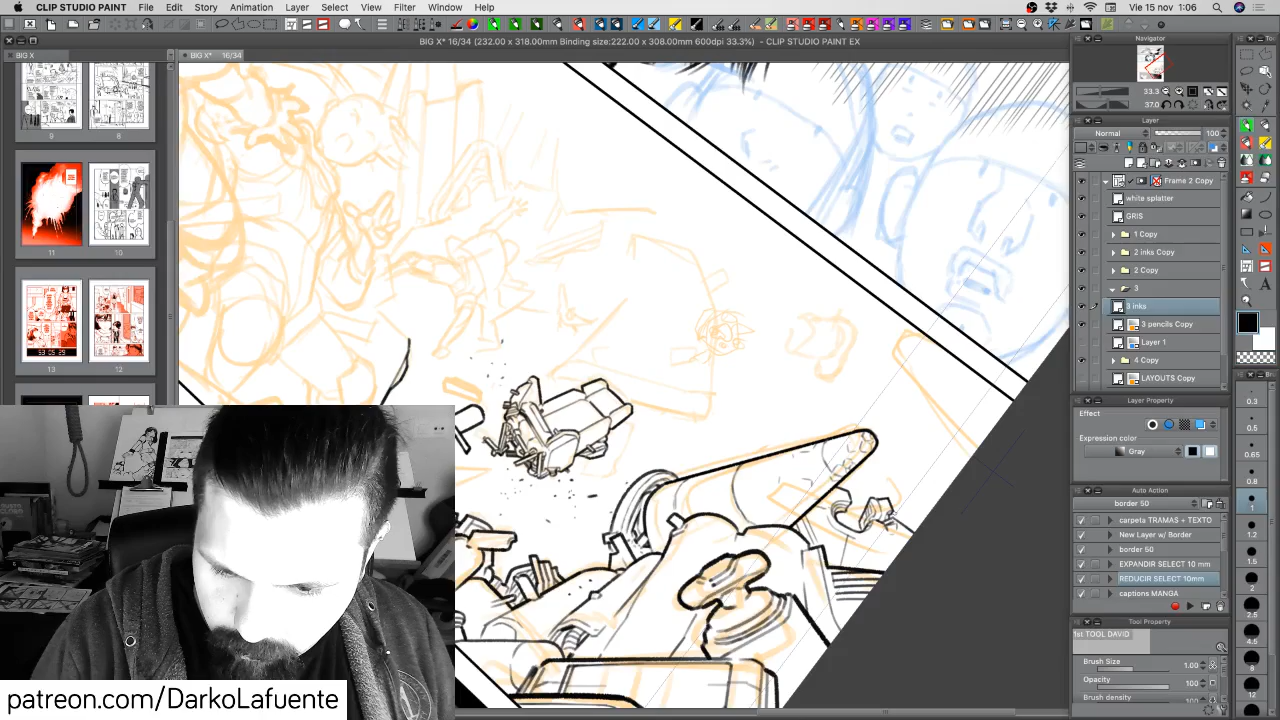 CLIP STUDIO PAINT File Edit Story Animation Layer Select View Filter Window Help
Vie 15 nov 1:06
BIG X* 16/34 (232.00 x 318.00mm Binding size:222.00 x 308.00mm 600dpi 33.3%) - CLIP STUDIO PAINT EX
BIG X
BIG X* 16/34
9 8
11 10
13 12
Navigator
33.3
37.0
Layer
Normal 100
Frame 2 Copy
white splatter
GRIS
1 Copy
2 inks Copy
2 Copy
3
3 inks
3 pencils Copy
Layer 1
4 Copy
LAYOUTS Copy
Layer Property
Effect
Expression color
Gray
Auto Action
border 50
carpeta TRAMAS + TEXTO
New Layer w/ Border
border 50
EXPANDIR SELECT 10 mm
REDUCIR SELECT 10mm
captions MANGA
Tool Property
1st TOOL DAVID
Brush Size 1.00
Opacity 100
Brush density 100
0.3
0.5
0.65
0.8
1
1.2
1.5
2
2.5
4.5
8
12
patreon.com/DarkoLafuente